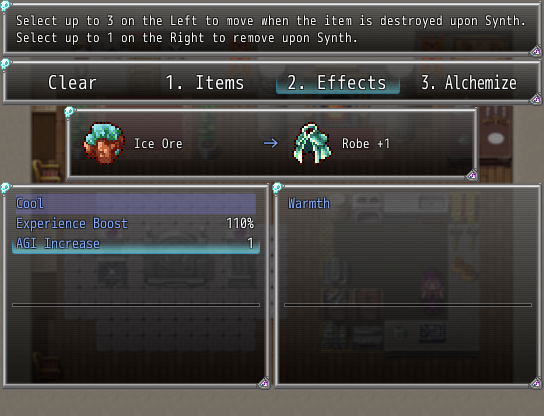 Select up to 3 on the Left to move when the item is destroyed upon Synth.
Select up to 1 on the Right to remove upon Synth.
Clear 1. Items 2. Effects 3. Alchemize
Ice Ore → Robe +1
Cool
Experience Boost 110%
AGI Increase 1
Warmth